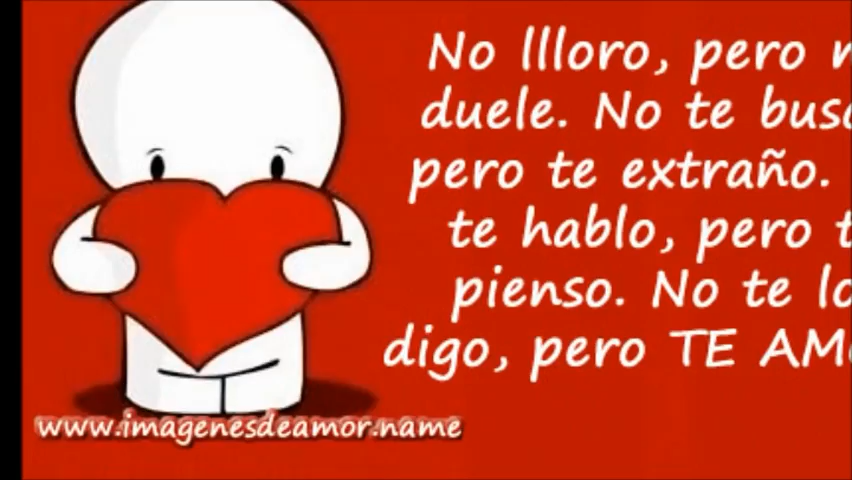 No llloro, pero
duele. No te
pero te extraño.
te hablo, pero
pienso. No te
digo, pero TE
www.imagenesdeamor.name